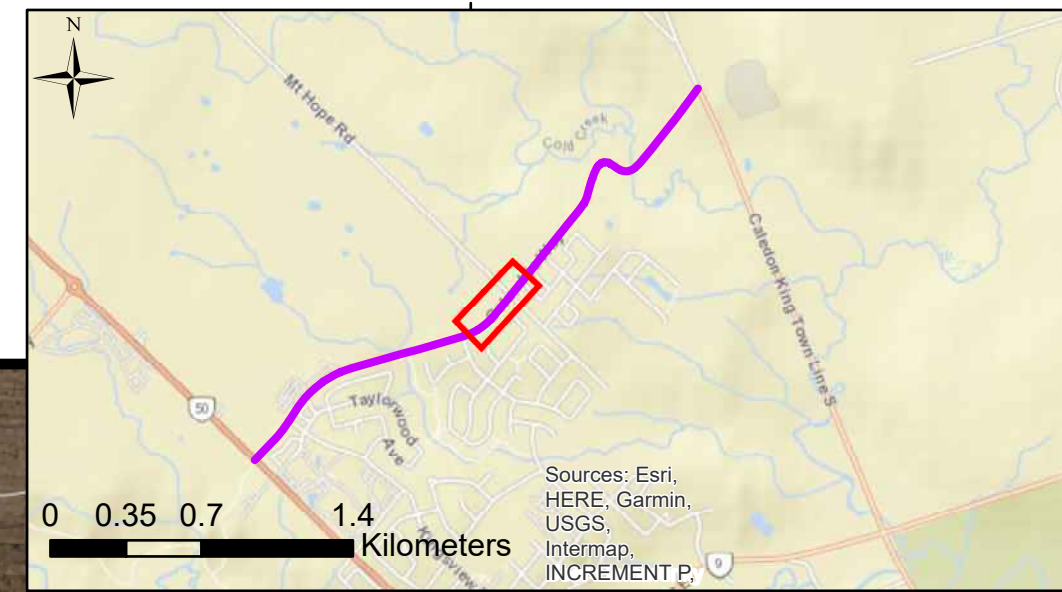 N
Mt Hope Rd
Cold Creek
Caledon King Town Line S
50
Taylorwood
Ave
Sources: Esri,
HERE, Garmin,
USGS,
Intermap,
INCREMENT P,
0 0.35 0.7 1.4
Kilometers
9